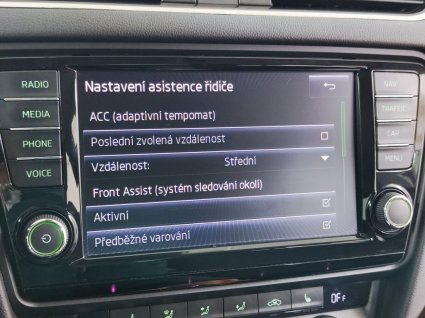 Nastavení asistence řidiče
ACC (adaptivní tempomat)
Poslední zvolená vzdálenost
Vzdálenost: Střední
Front Assist (systém sledování okolí)
Aktivní
Předběžné varování
RADIO
MEDIA
PHONE
VOICE
NAV
TRAFFIC
CAR
MENU
OFF